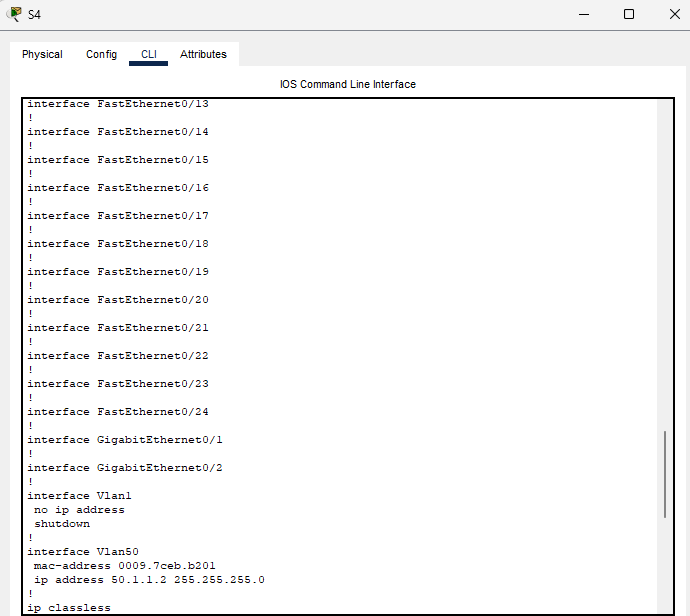 S4
Physical Config CLI Attributes
IOS Command Line Interface
interface FastEthernet0/13
!
interface FastEthernet0/14
!
interface FastEthernet0/15
!
interface FastEthernet0/16
!
interface FastEthernet0/17
!
interface FastEthernet0/18
!
interface FastEthernet0/19
!
interface FastEthernet0/20
!
interface FastEthernet0/21
!
interface FastEthernet0/22
!
interface FastEthernet0/23
!
interface FastEthernet0/24
!
interface GigabitEthernet0/1
!
interface GigabitEthernet0/2
!
interface Vlan1
 no ip address
 shutdown
!
interface Vlan50
 mac-address 0009.7ceb.b201
 ip address 50.1.1.2 255.255.255.0
!
ip classless